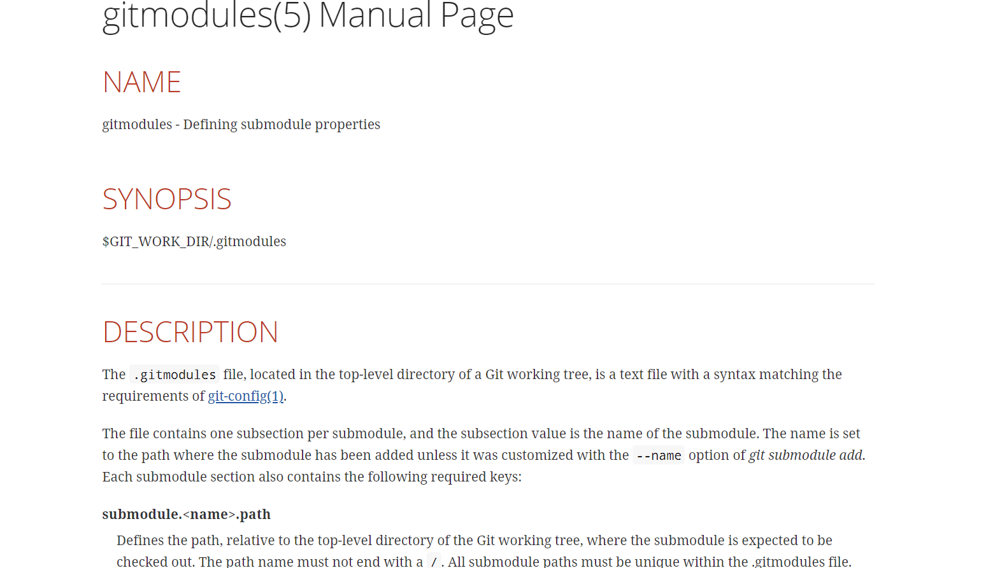 gitmodules(5) Manual Page
NAME
gitmodules - Defining submodule properties
SYNOPSIS
$GIT_WORK_DIR/.gitmodules
DESCRIPTION
The .gitmodules file, located in the top-level directory of a Git working tree, is a text file with a syntax matching the
requirements of git-config(1).
The file contains one subsection per submodule, and the subsection value is the name of the submodule. The name is set
to the path where the submodule has been added unless it was customized with the --name option of git submodule add.
Each submodule section also contains the following required keys:
submodule.<name>.path
Defines the path, relative to the top-level directory of the Git working tree, where the submodule is expected to be
checked out. The path name must not end with a / . All submodule paths must be unique within the .gitmodules file.